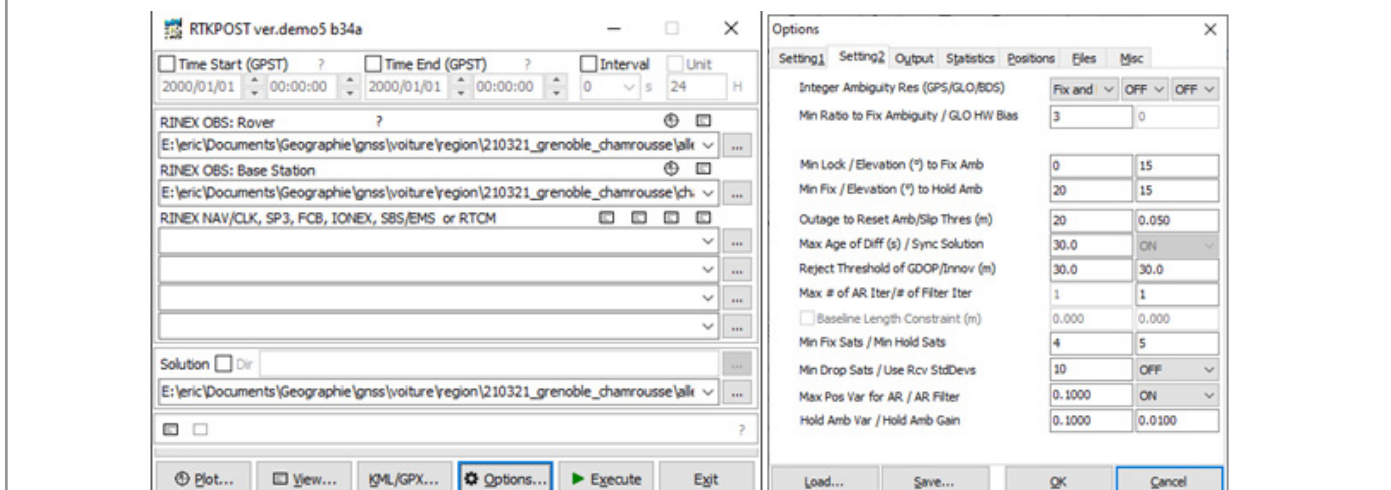 RTKPOST ver.demo5 b34a
Time Start (GPST) ? Time End (GPST) ? Interval Unit
2000/01/01 00:00:00 2000/01/01 00:00:00 0 s 24 H
RINEX OBS: Rover ?
E:\eric\Documents\Geographie\gnss\voiture\region\210321_grenoble_chamrousse\alle ...
RINEX OBS: Base Station
E:\eric\Documents\Geographie\gnss\voiture\region\210321_grenoble_chamrousse\ch. ...
RINEX NAV/CLK, SP3, FCB, IONEX, SBS/EMS or RTCM
...
...
...
...
Solution Dir
...
E:\eric\Documents\Geographie\gnss\voiture\region\210321_grenoble_chamrousse\alle ...
?
Plot... View... KML/GPX... Options... Execute Exit
Options
Setting1 Setting2 Output Statistics Positions Files Misc
Integer Ambiguity Res (GPS/GLO/BDS) Fix and OFF OFF
Min Ratio to Fix Ambiguity / GLO HW Bias 3 0
Min Lock / Elevation (°) to Fix Amb 0 15
Min Fix / Elevation (°) to Hold Amb 20 15
Outage to Reset Amb/Slip Thres (m) 20 0.050
Max Age of Diff (s) / Sync Solution 30.0 ON
Reject Threshold of GDOP/Innov (m) 30.0 30.0
Max # of AR Iter/# of Filter Iter 1 1
Baseline Length Constraint (m) 0.000 0.000
Min Fix Sats / Min Hold Sats 4 5
Min Drop Sats / Use Rcv StdDevs 10 OFF
Max Pos Var for AR / AR Filter 0.1000 ON
Hold Amb Var / Hold Amb Gain 0.1000 0.0100
Load... Save... OK Cancel